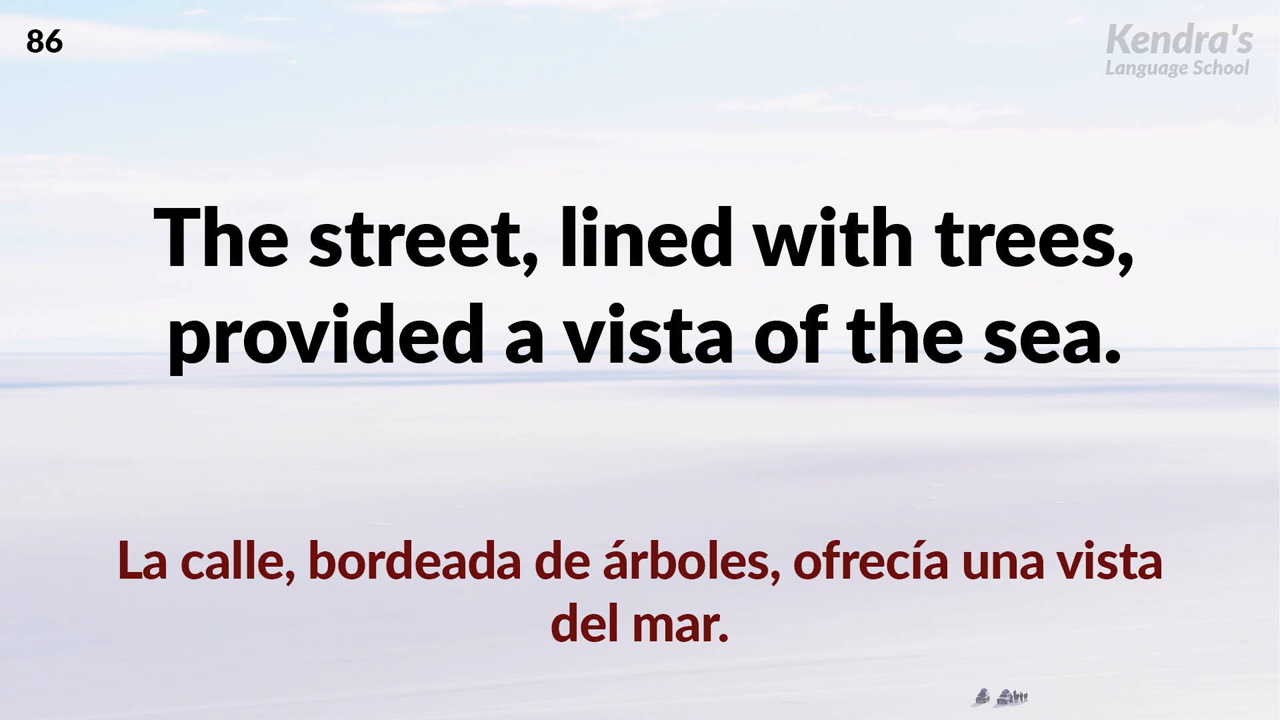 86
Kendra's
Language School
The street, lined with trees,
provided a vista of the sea.
La calle, bordeada de árboles, ofrecía una vista
del mar.